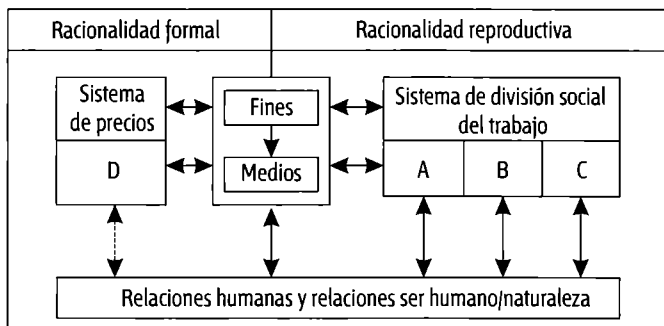 Racionalidad formal
Racionalidad reproductiva
Sistema
de precios
Fines
Sistema de división social
del trabajo
D
Medios
A
B
C
Relaciones humanas y relaciones ser humano/naturaleza